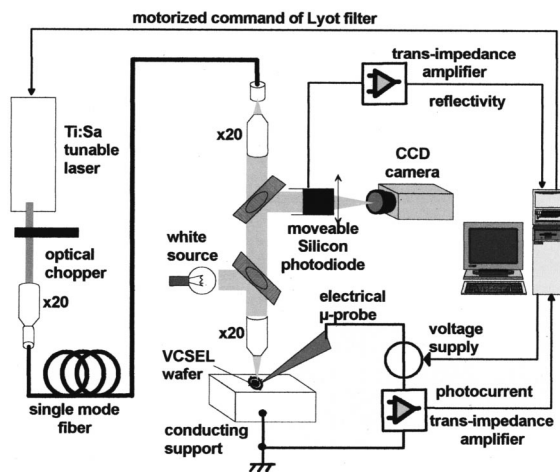 motorized command of Lyot filter
trans-impedance
amplifier
reflectivity
x20
Ti:Sa
tunable
laser
CCD
camera
moveable
Silicon
photodiode
optical
chopper
white
source
x20
x20
electrical
µ-probe
VCSEL
wafer
voltage
supply
single mode
fiber
photocurrent
conducting
support
trans-impedance
amplifier